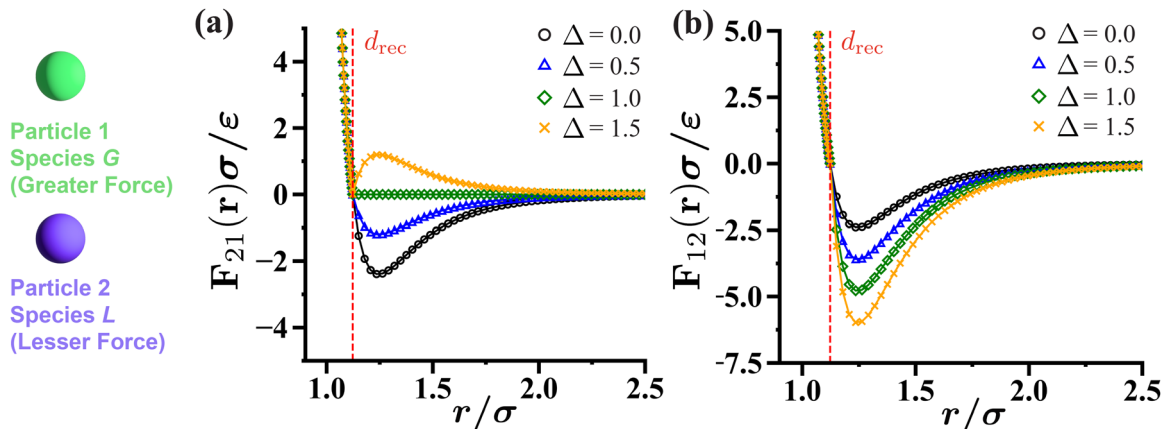 Particle 1
Species G
(Greater Force)
Particle 2
Species L
(Lesser Force)
(a)
d_rec
Δ = 0.0
Δ = 0.5
Δ = 1.0
Δ = 1.5
F₂₁(r)σ/ε
4
2
0
−2
−4
1.0
1.5
2.0
2.5
r/σ
(b)
d_rec
Δ = 0.0
Δ = 0.5
Δ = 1.0
Δ = 1.5
F₁₂(r)σ/ε
5.0
2.5
0.0
-2.5
-5.0
-7.5
1.0
1.5
2.0
2.5
r/σ